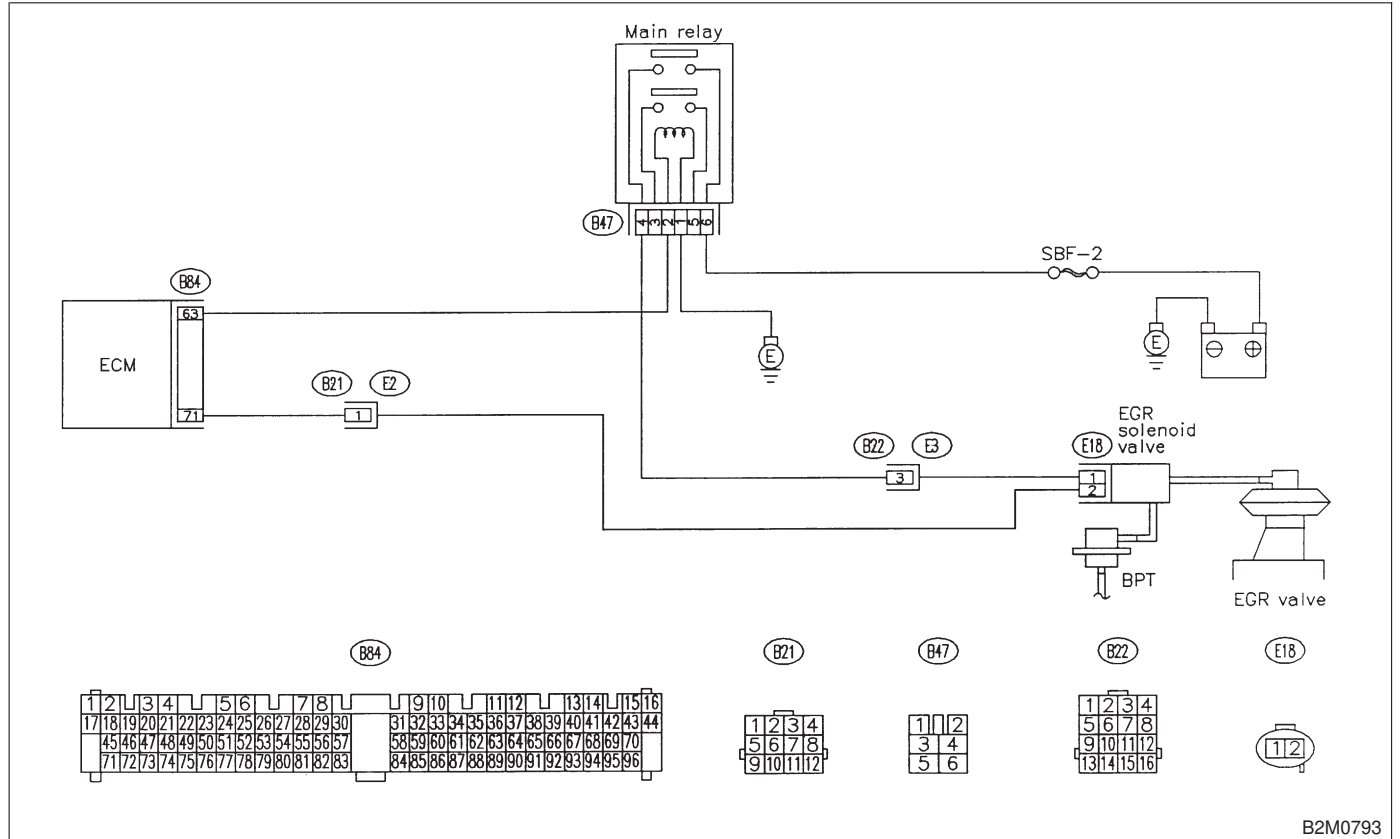 Main relay
B47
4 3 2 1 5 6
SBF-2
B84
63
ECM
71
B21 E2
1
E
E
⊖ ⊕
EGR
solenoid
valve
B22 E3
3
E18
1
2
BPT
EGR valve
B84
1 2 3 4 5 6 7 8 9 10 11 12 13 14 15 16
17 18 19 20 21 22 23 24 25 26 27 28 29 30 31 32 33 34 35 36 37 38 39 40 41 42 43 44
45 46 47 48 49 50 51 52 53 54 55 56 57 58 59 60 61 62 63 64 65 66 67 68 69 70
71 72 73 74 75 76 77 78 79 80 81 82 83 84 85 86 87 88 89 90 91 92 93 94 95 96
B21
1 2 3 4
5 6 7 8
9 10 11 12
B47
1 2
3 4
5 6
B22
1 2 3 4
5 6 7 8
9 10 11 12
13 14 15 16
E18
1 2
B2M0793